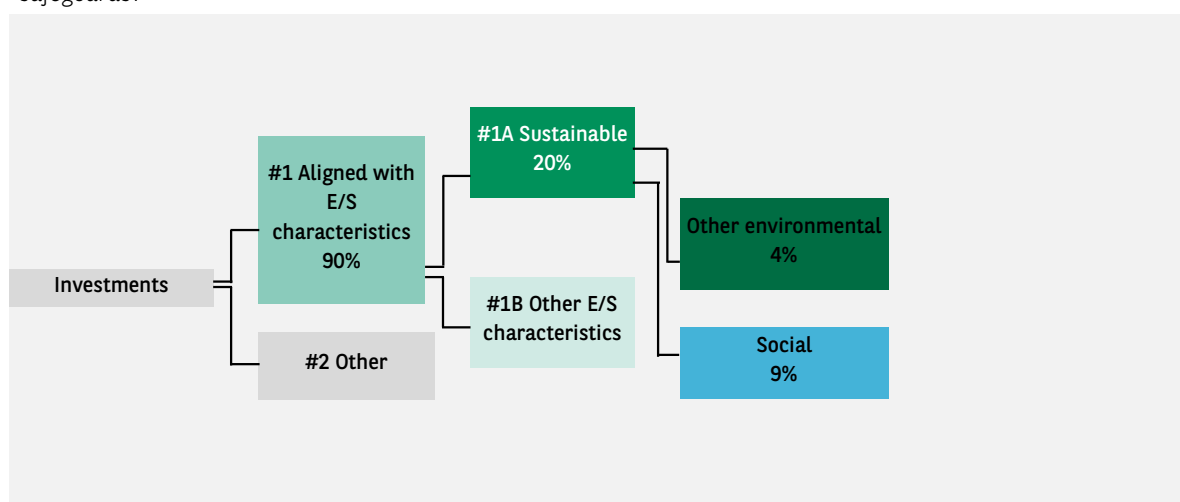 Investments
#1 Aligned with
E/S
characteristics
90%
#2 Other
#1A Sustainable
20%
#1B Other E/S
characteristics
Other environmental
4%
Social
9%